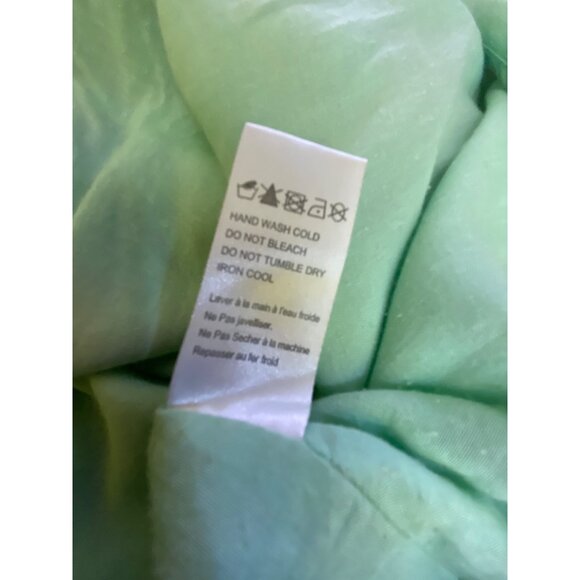 HAND WASH COLD
DO NOT BLEACH
DO NOT TUMBLE DRY
IRON COOL
Laver à la main à l'eau froide
Ne Pas javelliser.
Ne Pas Secher à la machine
Repasser au fer froid